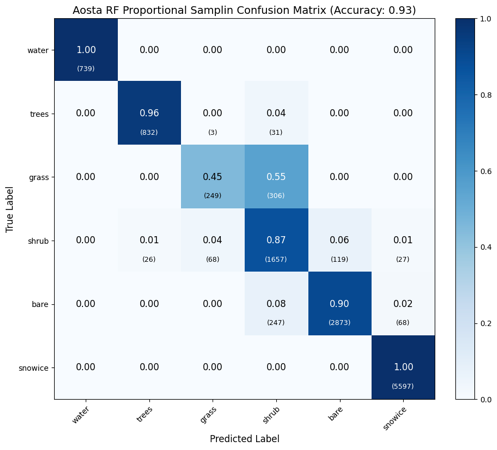 Aosta RF Proportional Samplin Confusion Matrix (Accuracy: 0.93)
1.0
water 1.00 0.00 0.00 0.00 0.00 0.00
(739)
0.8
trees 0.00 0.96 0.00 0.04 0.00 0.00
(832) (3) (31)
0.6
grass 0.00 0.00 0.45 0.55 0.00 0.00
(249) (306)
True Label
shrub 0.00 0.01 0.04 0.87 0.06 0.01
(26) (68) (1657) (119) (27)
0.4
bare 0.00 0.00 0.00 0.08 0.90 0.02
(247) (2873) (68)
0.2
snowice 0.00 0.00 0.00 0.00 0.00 1.00
(5597)
0.0
water trees grass shrub bare snowice
Predicted Label